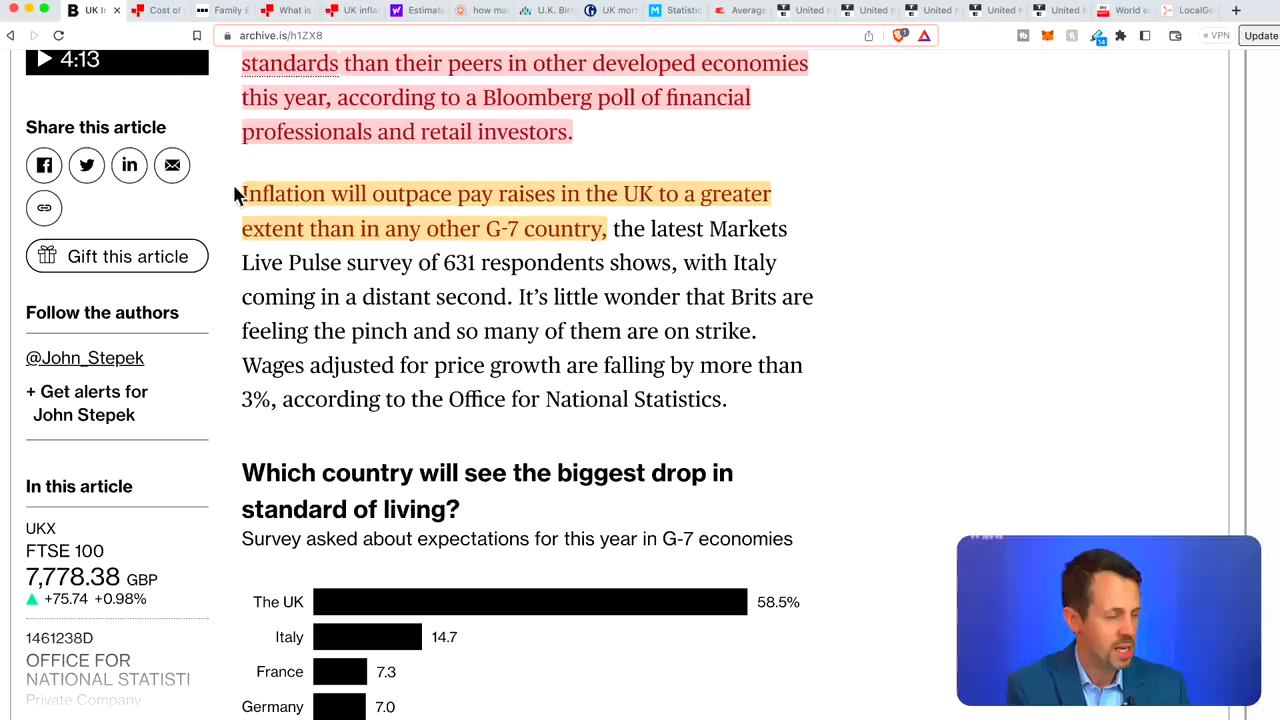 UK I
Cost of
Family £
What is
UK infla
Estimate
how mar
U.K. Bir
UK mort
Statistic
Average
United
United
United
United
United
World e
LocalGo
archive.is/h1ZX8
1
14
VPN
Update
4:13
standards than their peers in other developed economies
this year, according to a Bloomberg poll of financial
professionals and retail investors.
Share this article
Inflation will outpace pay raises in the UK to a greater
extent than in any other G-7 country, the latest Markets
Live Pulse survey of 631 respondents shows, with Italy
coming in a distant second. It’s little wonder that Brits are
feeling the pinch and so many of them are on strike.
Wages adjusted for price growth are falling by more than
3%, according to the Office for National Statistics.
Gift this article
Follow the authors
@John_Stepek
+ Get alerts for
John Stepek
In this article
UKX
FTSE 100
7,778.38 GBP
+75.74 +0.98%
1461238D
OFFICE FOR
NATIONAL STATISTI
Private Company
Which country will see the biggest drop in
standard of living?
Survey asked about expectations for this year in G-7 economies
The UK 58.5%
Italy 14.7
France 7.3
Germany 7.0